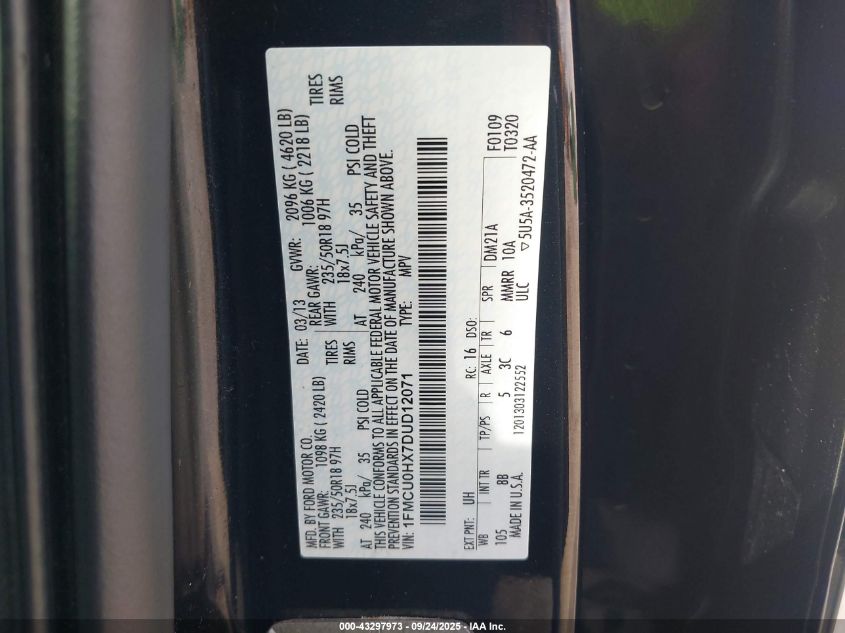 MFD. BY FORD MOTOR CO.
DATE: 03/13 GVWR: 2096 KG ( 4620 LB)
FRONT GAWR: 1098 KG ( 2420 LB)
REAR GAWR: 1006 KG ( 2218 LB)
WITH 235/50R18 97H TIRES
WITH 235/50R18 97H TIRES
18x7.5J RIMS
18x7.5J RIMS
AT 240 kPa/ 35 PSI COLD
AT 240 kPa/ 35 PSI COLD
THIS VEHICLE CONFORMS TO ALL APPLICABLE FEDERAL MOTOR VEHICLE SAFETY AND THEFT
PREVENTION STANDARDS IN EFFECT ON THE DATE OF MANUFACTURE SHOWN ABOVE.
VIN: 1FMCU0HX7DUD12071 TYPE: MPV
F0109
T0320
EXT PNT: UH RC: 16 DSO:
WB INT TR TP/PS R AXLE TR SPR DM21A
105 8B 5 3C 6 MMRR 10A
MADE IN U.S.A. 1201303122552 ULC ▽5U5A-3520472-AA
000-43297973 | 09/24/2025 - IAA Inc.